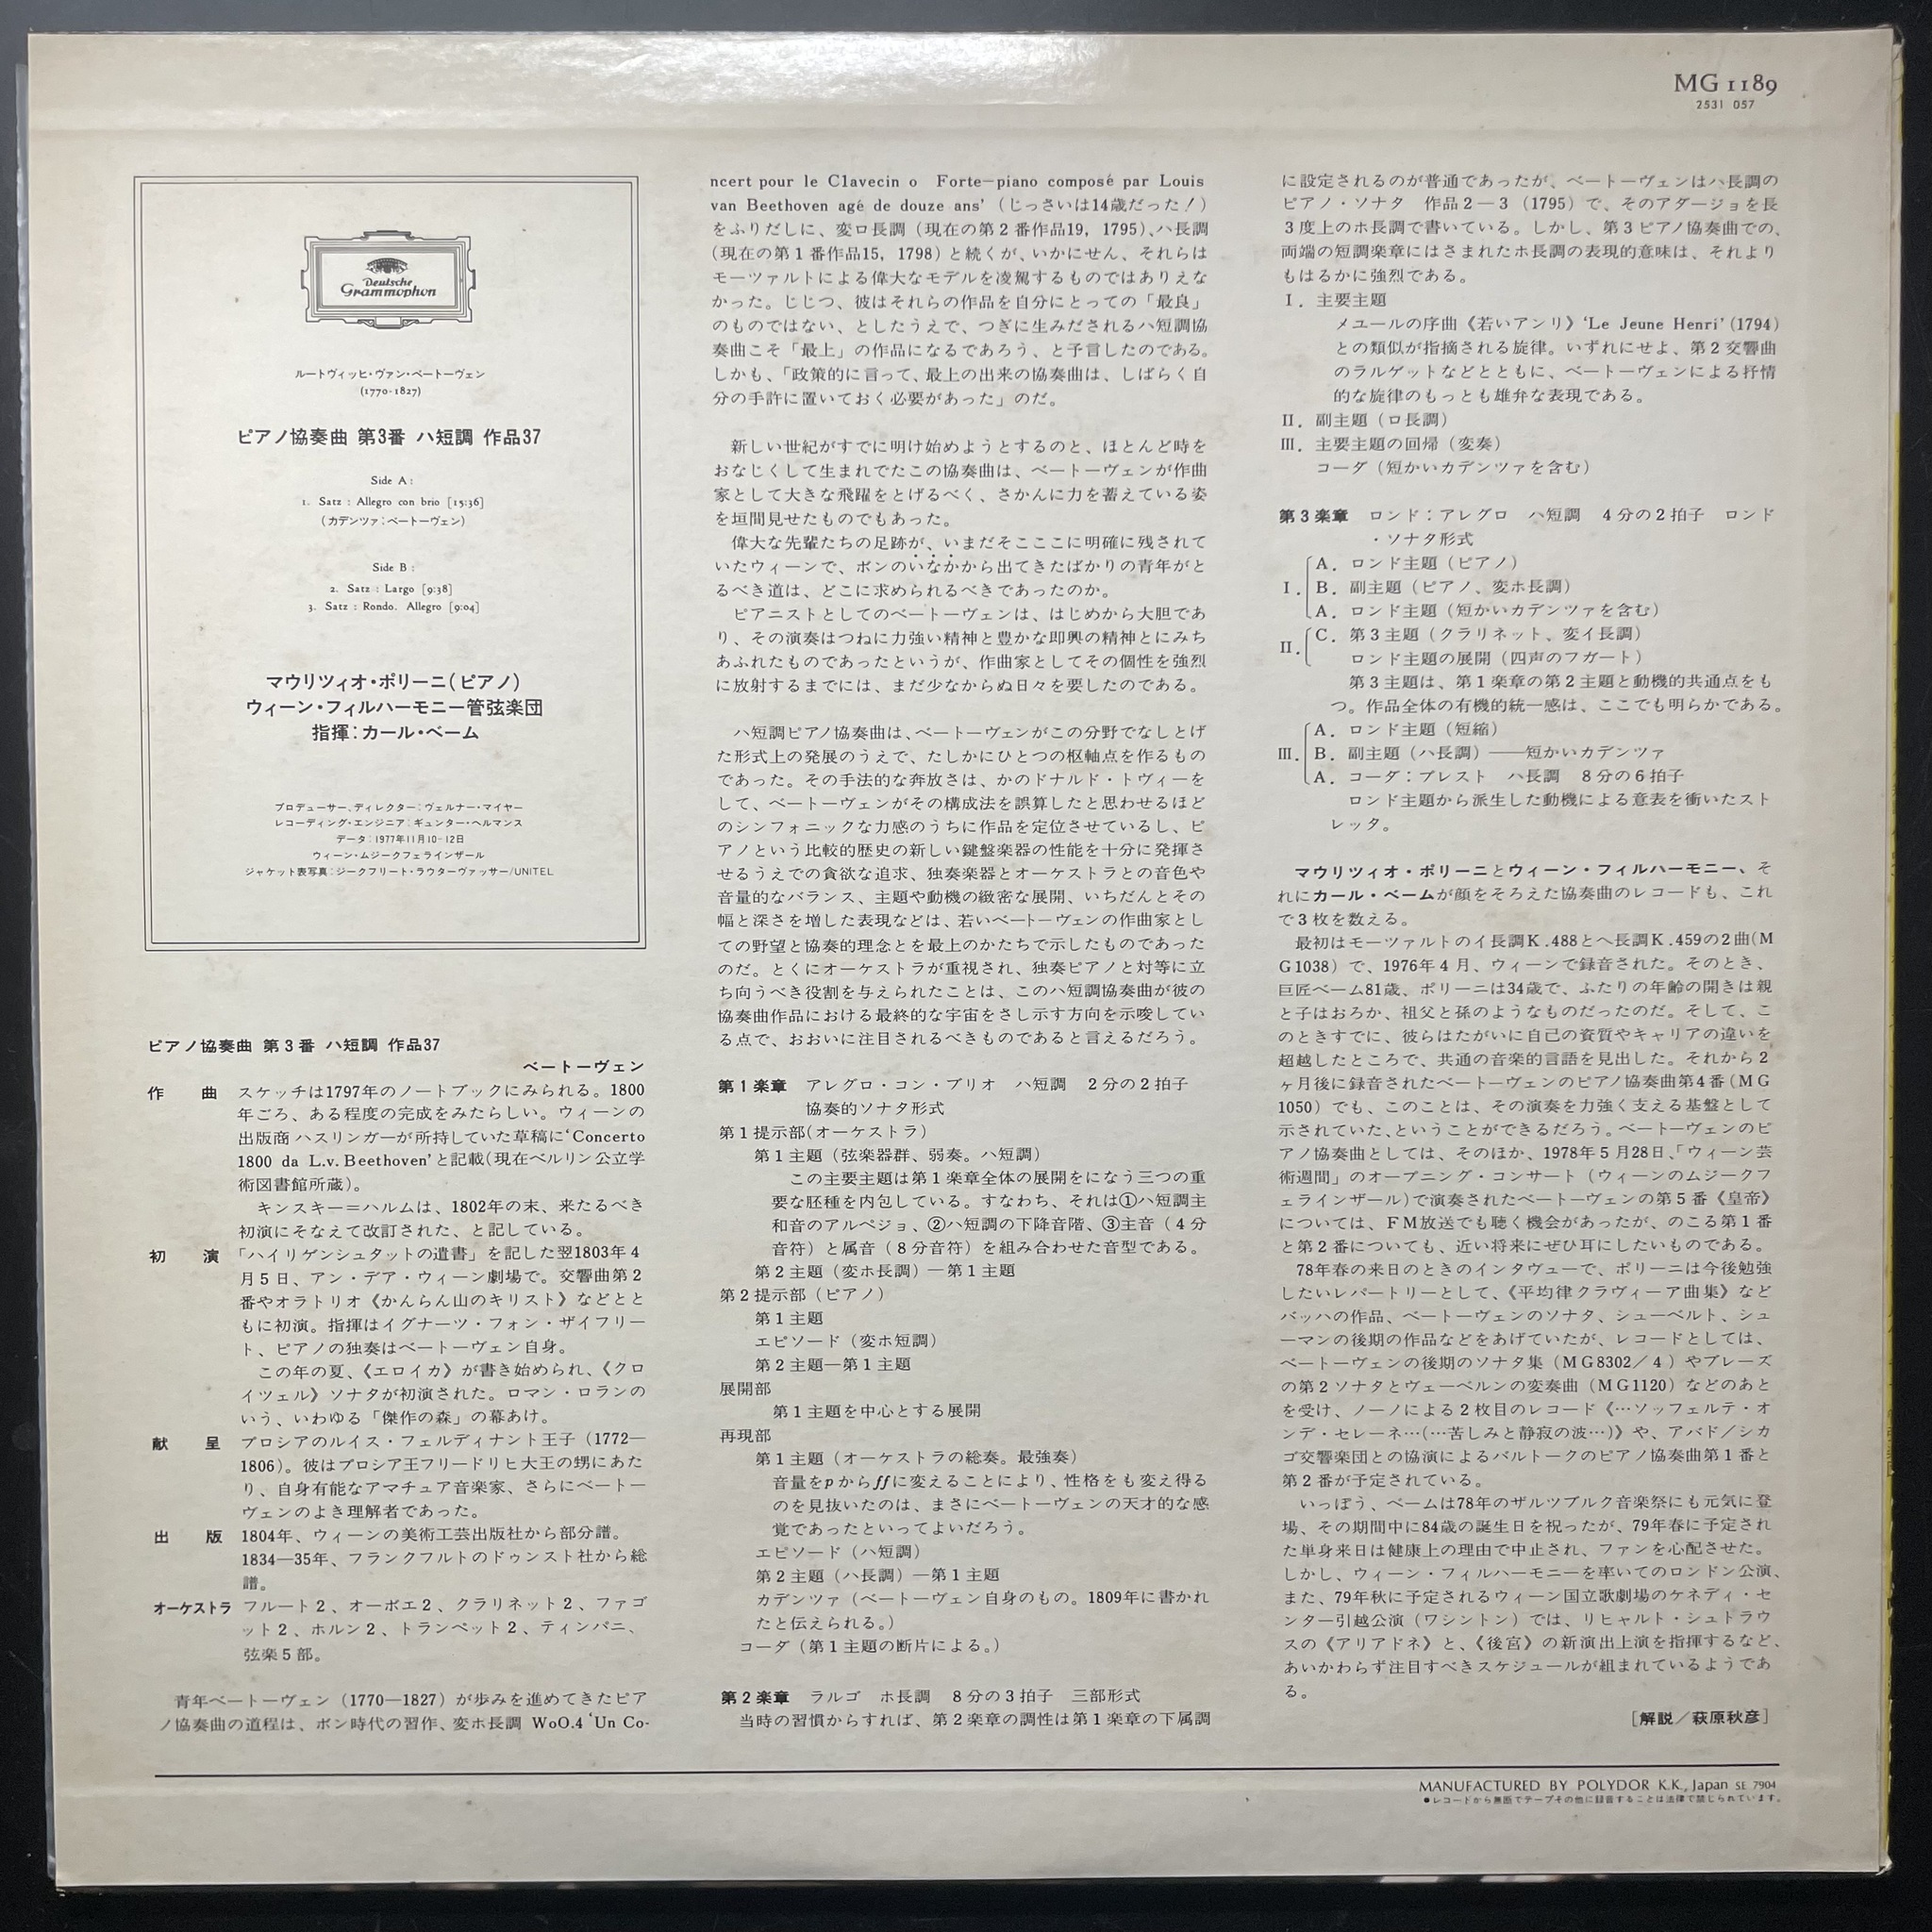 MG 1189
2531 057
Deutsche
Grammophon
ルートヴィッヒ・ヴァン・ベートーヴェン
(1770-1827)
ピアノ協奏曲 第3番 ハ短調 作品37
Side A :
1. Satz : Allegro con brio [15:36]
(カデンツァ：ベートーヴェン)
Side B :
2. Satz : Largo [9:38]
3. Satz : Rondo. Allegro [9:04]
マウリツィオ・ポリーニ(ピアノ)
ウィーン・フィルハーモニー管弦楽団
指揮：カール・ベーム
プロデューサー、ディレクター：ヴェルナー・マイヤー
レコーディング・エンジニア：ギュンター・ヘルマンス
データ：1977年11月10-12日
ウィーン・ムジークフェラインザール
ジャケット表写真：ジークフリート・ラウターヴァッサー/UNITEL
ピアノ協奏曲 第3番 ハ短調 作品37
ベートーヴェン
作　曲　スケッチは1797年のノートブックにみられる。1800
年ごろ、ある程度の完成をみたらしい。ウィーンの
出版商ハスリンガーが所持していた草稿に‘Concerto
1800 da L.v.Beethoven’と記載(現在ベルリン公立学
術図書館所蔵)。
キンスキー＝ハルムは、1802年の末、来たるべき
初演にそなえて改訂された、と記している。
初　演　「ハイリゲンシュタットの遺書」を記した翌1803年4
月5日、アン・デア・ウィーン劇場で。交響曲第2
番やオラトリオ《かんらん山のキリスト》などとと
もに初演。指揮はイグナーツ・フォン・ザイフリー
ト、ピアノの独奏はベートーヴェン自身。
この年の夏、《エロイカ》が書き始められ、《クロ
イツェル》ソナタが初演された。ロマン・ロランの
いう、いわゆる「傑作の森」の幕あけ。
献　呈　プロシアのルイス・フェルディナント王子（1772—
1806)。彼はプロシア王フリードリヒ大王の甥にあた
り、自身有能なアマチュア音楽家、さらにベートー
ヴェンのよき理解者であった。
出　版　1804年、ウィーンの美術工芸出版社から部分譜。
1834—35年、フランクフルトのドゥンスト社から総
譜。
オーケストラ　フルート2、オーボエ2、クラリネット2、ファゴ
ット2、ホルン2、トランペット2、ティンパニ、
弦楽5部。
青年ベートーヴェン（1770—1827）が歩みを進めてきたピア
ノ協奏曲の道程は、ボン時代の習作、変ホ長調 WoO.4 ‘Un Co-
ncert pour le Clavecin o Forte—piano composé par Louis
van Beethoven agé de douze ans’（じっさいは14歳だった！）
をふりだしに、変ロ長調（現在の第2番作品19, 1795）、ハ長調
（現在の第1番作品15, 1798）と続くが、いかにせん、それらは
モーツァルトによる偉大なモデルを凌駕するものではありえな
かった。じじつ、彼はそれらの作品を自分にとっての「最良」
のものではない、としたうえで、つぎに生みだされるハ短調協
奏曲こそ「最上」の作品になるであろう、と予言したのである。
しかも、「政策的に言って、最上の出来の協奏曲は、しばらく自
分の手許に置いておく必要があった」のだ。
新しい世紀がすでに明け始めようとするのと、ほとんど時を
おなじくして生まれでたこの協奏曲は、ベートーヴェンが作曲
家として大きな飛躍をとげるべく、さかんに力を蓄えている姿
を垣間見せたものでもあった。
偉大な先輩たちの足跡が、いまだそこここに明確に残されて
いたウィーンで、ボンのいなかから出てきたばかりの青年がと
るべき道は、どこに求められるべきであったのか。
ピアニストとしてのベートーヴェンは、はじめから大胆であ
り、その演奏はつねに力強い精神と豊かな即興の精神とにみち
あふれたものであったというが、作曲家としてその個性を強烈
に放射するまでには、まだ少なからぬ日々を要したのである。
ハ短調ピアノ協奏曲は、ベートーヴェンがこの分野でなしとげ
た形式上の発展のうえで、たしかにひとつの枢軸点を作るもの
であった。その手法的な奔放さは、かのドナルド・トヴィーを
して、ベートーヴェンがその構成法を誤算したと思わせるほど
のシンフォニックな力感のうちに作品を定位させているし、ピ
アノという比較的歴史の新しい鍵盤楽器の性能を十分に発揮さ
せるうえでの貪欲な追求、独奏楽器とオーケストラとの音色や
音量的なバランス、主題や動機の緻密な展開、いちだんとその
幅と深さを増した表現などは、若いベートーヴェンの作曲家とし
ての野望と協奏的理念とを最上のかたちで示したものであった
のだ。とくにオーケストラが重視され、独奏ピアノと対等に立
ち向うべき役割を与えられたことは、このハ短調協奏曲が彼の
協奏曲作品における最終的な宇宙をさし示す方向を示唆してい
る点で、おおいに注目されるべきものであると言えるだろう。
第1楽章　アレグロ・コン・ブリオ　ハ短調　2分の2拍子
協奏的ソナタ形式
第1提示部(オーケストラ)
第1主題（弦楽器群、弱奏。ハ短調）
この主要主題は第1楽章全体の展開をになう三つの重
要な胚種を内包している。すなわち、それは①ハ短調主
和音のアルペジョ、②ハ短調の下降音階、③主音（4分
音符）と属音（8分音符）を組み合わせた音型である。
第2主題（変ホ長調）—第1主題
第2提示部（ピアノ）
第1主題
エピソード（変ホ短調）
第2主題—第1主題
展開部
第1主題を中心とする展開
再現部
第1主題（オーケストラの総奏。最強奏）
音量をpからffに変えることにより、性格をも変え得る
のを見抜いたのは、まさにベートーヴェンの天才的な感
覚であったといってよいだろう。
エピソード（ハ短調）
第2主題（ハ長調）—第1主題
カデンツァ（ベートーヴェン自身のもの。1809年に書かれ
たと伝えられる。）
コーダ（第1主題の断片による。）
第2楽章　ラルゴ　ホ長調　8分の3拍子　三部形式
当時の習慣からすれば、第2楽章の調性は第1楽章の下属調
に設定されるのが普通であったが、ベートーヴェンはハ長調の
ピアノ・ソナタ　作品2—3（1795）で、そのアダージョを長
3度上のホ長調で書いている。しかし、第3ピアノ協奏曲での、
両端の短調楽章にはさまれたホ長調の表現的意味は、それより
もはるかに強烈である。
I．主要主題
メユールの序曲《若いアンリ》‘Le Jeune Henri’(1794)
との類似が指摘される旋律。いずれにせよ、第2交響曲
のラルゲットなどとともに、ベートーヴェンによる抒情
的な旋律のもっとも雄弁な表現である。
II．副主題（ロ長調）
III．主要主題の回帰（変奏）
コーダ（短かいカデンツァを含む）
第3楽章　ロンド：アレグロ　ハ短調　4分の2拍子　ロンド
・ソナタ形式
A．ロンド主題（ピアノ）
I．B．副主題（ピアノ、変ホ長調）
A．ロンド主題（短かいカデンツァを含む）
II．C．第3主題（クラリネット、変イ長調）
ロンド主題の展開（四声のフガート）
第3主題は、第1楽章の第2主題と動機的共通点をも
つ。作品全体の有機的統一感は、ここでも明らかである。
A．ロンド主題（短縮）
III．B．副主題（ハ長調）——短かいカデンツァ
A．コーダ：プレスト　ハ長調　8分の6拍子
ロンド主題から派生した動機による意表を衝いたスト
レッタ。
マウリツィオ・ポリーニとウィーン・フィルハーモニー、そ
れにカール・ベームが顔をそろえた協奏曲のレコードも、これ
で3枚を数える。
最初はモーツァルトのイ長調K.488とヘ長調K.459の2曲(M
G1038）で、1976年4月、ウィーンで録音された。そのとき、
巨匠ベーム81歳、ポリーニは34歳で、ふたりの年齢の開きは親
と子はおろか、祖父と孫のようなものだったのだ。そして、こ
のときすでに、彼らはたがいに自己の資質やキャリアの違いを
超越したところで、共通の音楽的言語を見出した。それから2
ヶ月後に録音されたベートーヴェンのピアノ協奏曲第4番（MG
1050）でも、このことは、その演奏を力強く支える基盤として
示されていた、ということができるだろう。ベートーヴェンのピ
アノ協奏曲としては、そのほか、1978年5月28日、「ウィーン芸
術週間」のオープニング・コンサート（ウィーンのムジークフ
ェラインザール)で演奏されたベートーヴェンの第5番《皇帝》
については、FM放送でも聴く機会があったが、のこる第1番
と第2番についても、近い将来にぜひ耳にしたいものである。
78年春の来日のときのインタヴューで、ポリーニは今後勉強
したいレパートリーとして、《平均律クラヴィーア曲集》など
バッハの作品、ベートーヴェンのソナタ、シューベルト、シュ
ーマンの後期の作品などをあげていたが、レコードとしては、
ベートーヴェンの後期のソナタ集（MG8302／4）やブレーズ
の第2ソナタとヴェーベルンの変奏曲（MG1120）などのあと
を受け、ノーノによる2枚目のレコード《…ソッフェルテ・オ
ンデ・セレーネ…(…苦しみと静寂の波…)》や、アバド／シカ
ゴ交響楽団との協演によるバルトークのピアノ協奏曲第1番と
第2番が予定されている。
いっぽう、ベームは78年のザルツブルク音楽祭にも元気に登
場、その期間中に84歳の誕生日を祝ったが、79年春に予定され
た単身来日は健康上の理由で中止され、ファンを心配させた。
しかし、ウィーン・フィルハーモニーを率いてのロンドン公演、
また、79年秋に予定されるウィーン国立歌劇場のケネディ・セ
ンター引越公演（ワシントン）では、リヒャルト・シュトラウ
スの《アリアドネ》と、《後宮》の新演出上演を指揮するなど、
あいかわらず注目すべきスケジュールが組まれているようであ
る。
［解説／萩原秋彦］
MANUFACTURED BY POLYDOR K.K., Japan SE 7904
●レコードから無断でテープその他に録音することは法律で禁じられています。